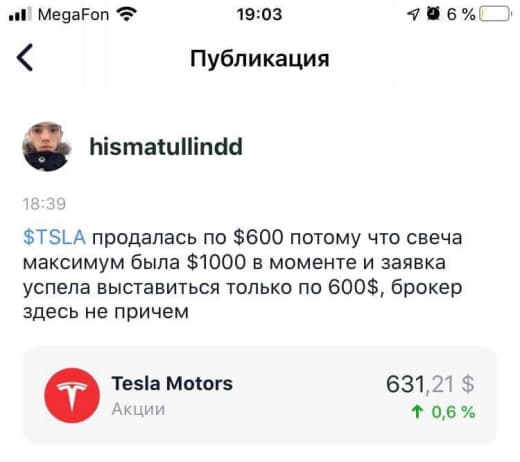 MegaFon 19:03 6 %
Публикация
hismatullindd
18:39
$TSLA продалась по $600 потому что свеча
максимум была $1000 в моменте и заявка
успела выставиться только по 600$, брокер
здесь не причем
Tesla Motors 631,21 $
Акции ↑ 0,6 %